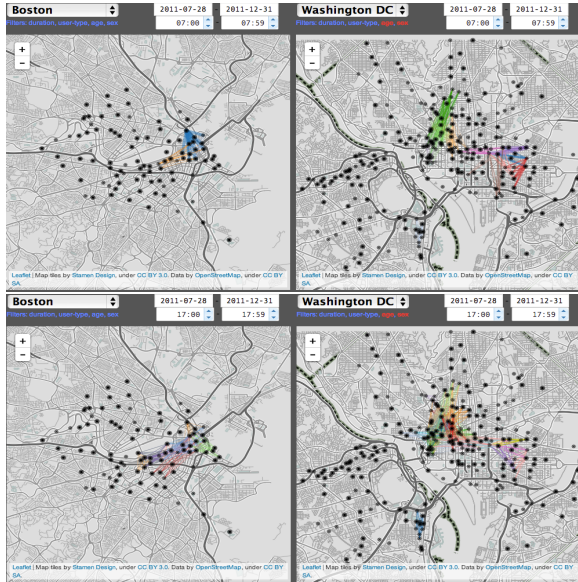 Boston 2011-07-28 - 2011-12-31
Filters: duration, user-type, age, sex 07:00 - 07:59
+
−
Leaflet | Map tiles by Stamen Design, under CC BY 3.0. Data by OpenStreetMap, under CC BY SA.
Washington DC 2011-07-28 - 2011-12-31
Filters: duration, user-type, age, sex 07:00 - 07:59
+
−
Leaflet | Map tiles by Stamen Design, under CC BY 3.0. Data by OpenStreetMap, under CC BY SA.
Boston 2011-07-28 - 2011-12-31
Filters: duration, user-type, age, sex 17:00 - 17:59
+
−
Leaflet | Map tiles by Stamen Design, under CC BY 3.0. Data by OpenStreetMap, under CC BY SA.
Washington DC 2011-07-28 - 2011-12-31
Filters: duration, user-type, age, sex 17:00 - 17:59
+
−
Leaflet | Map tiles by Stamen Design, under CC BY 3.0. Data by OpenStreetMap, under CC BY SA.